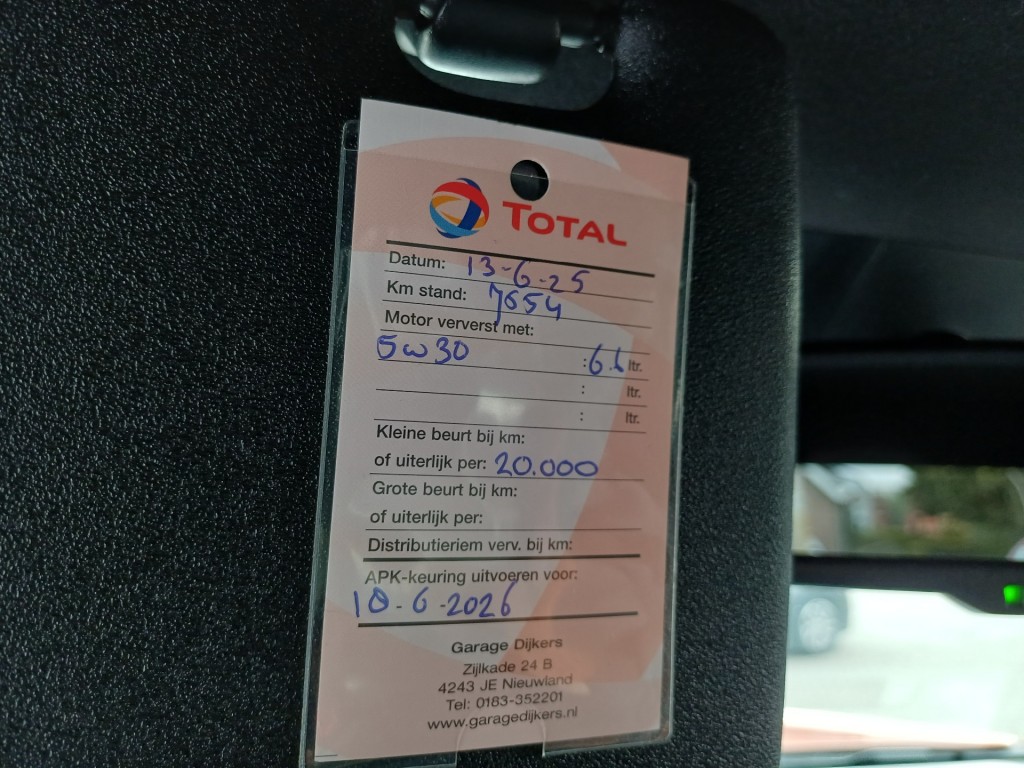 TOTAL
Datum: 13-6-25
Km stand: 7654
Motor ververst met:
5w30 : 6.L ltr.
: ltr.
: ltr.
Kleine beurt bij km:
of uiterlijk per: 20.000
Grote beurt bij km:
of uiterlijk per:
Distributieriem verv. bij km:
APK-keuring uitvoeren voor:
10-6-2026
Garage Dijkers
Zijlkade 24 B
4243 JE Nieuwland
Tel: 0183-352201
www.garagedijkers.nl